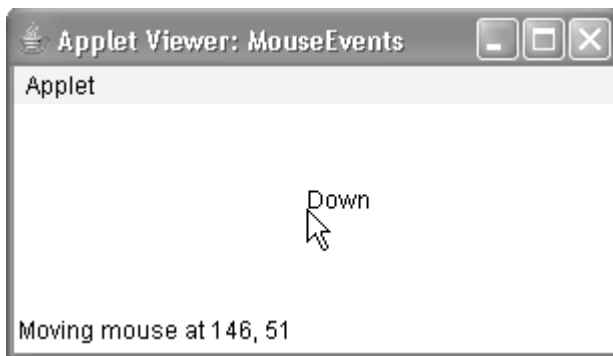 Applet Viewer: MouseEvents
Applet
Down
Moving mouse at 146, 51